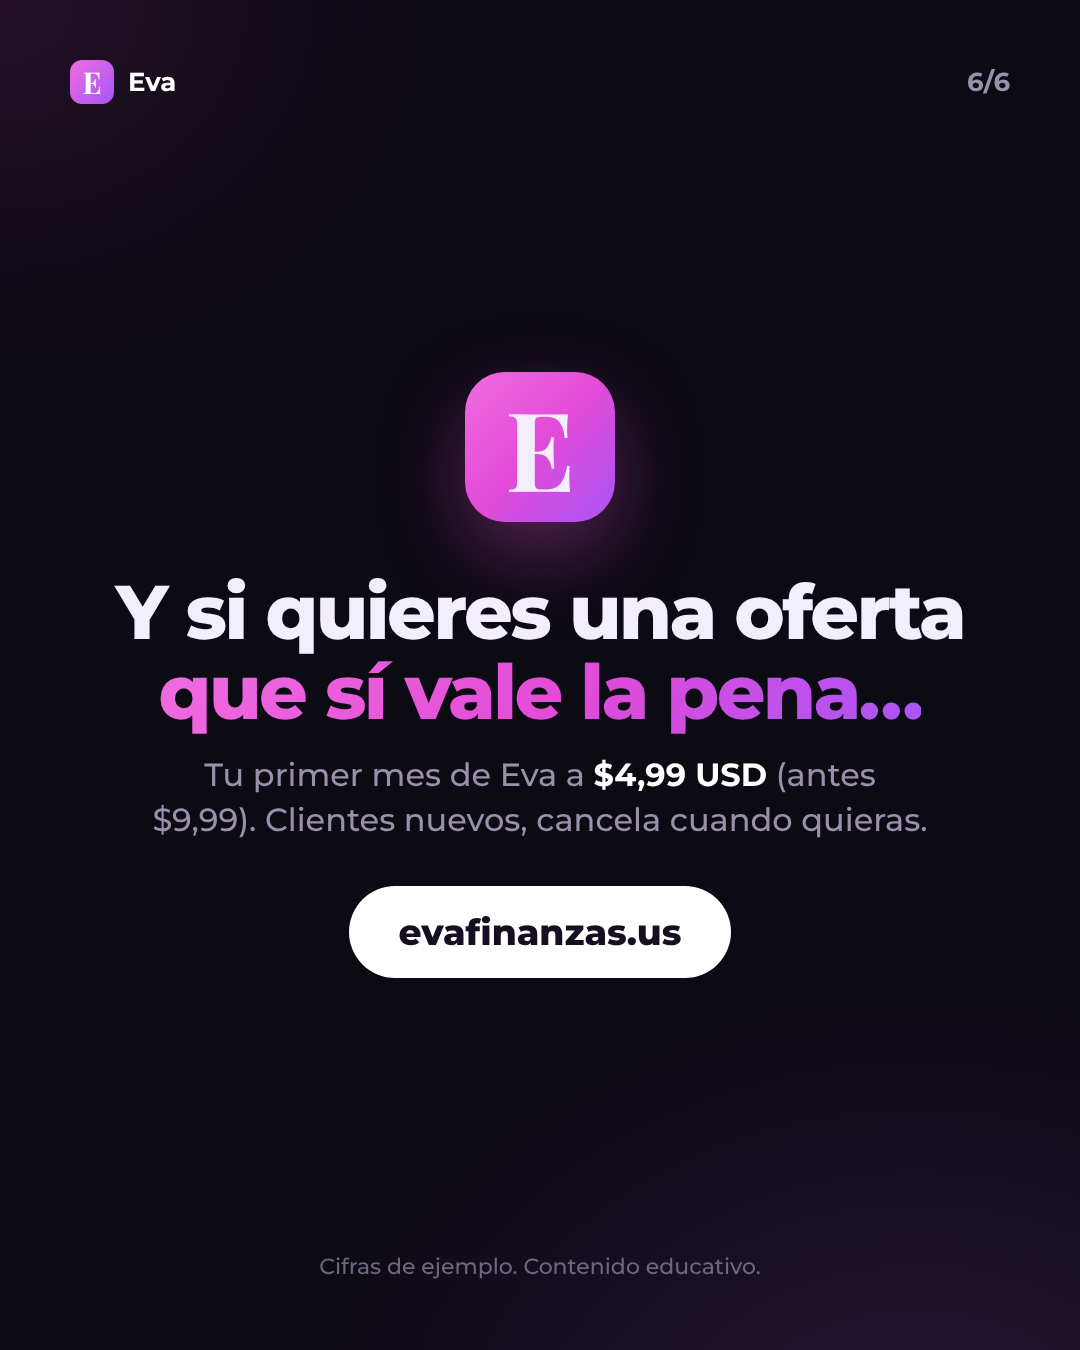 E Eva
6/6
E
Y si quieres una oferta
que sí vale la pena...
Tu primer mes de Eva a $4,99 USD (antes
$9,99). Clientes nuevos, cancela cuando quieras.
evafinanzas.us
Cifras de ejemplo. Contenido educativo.